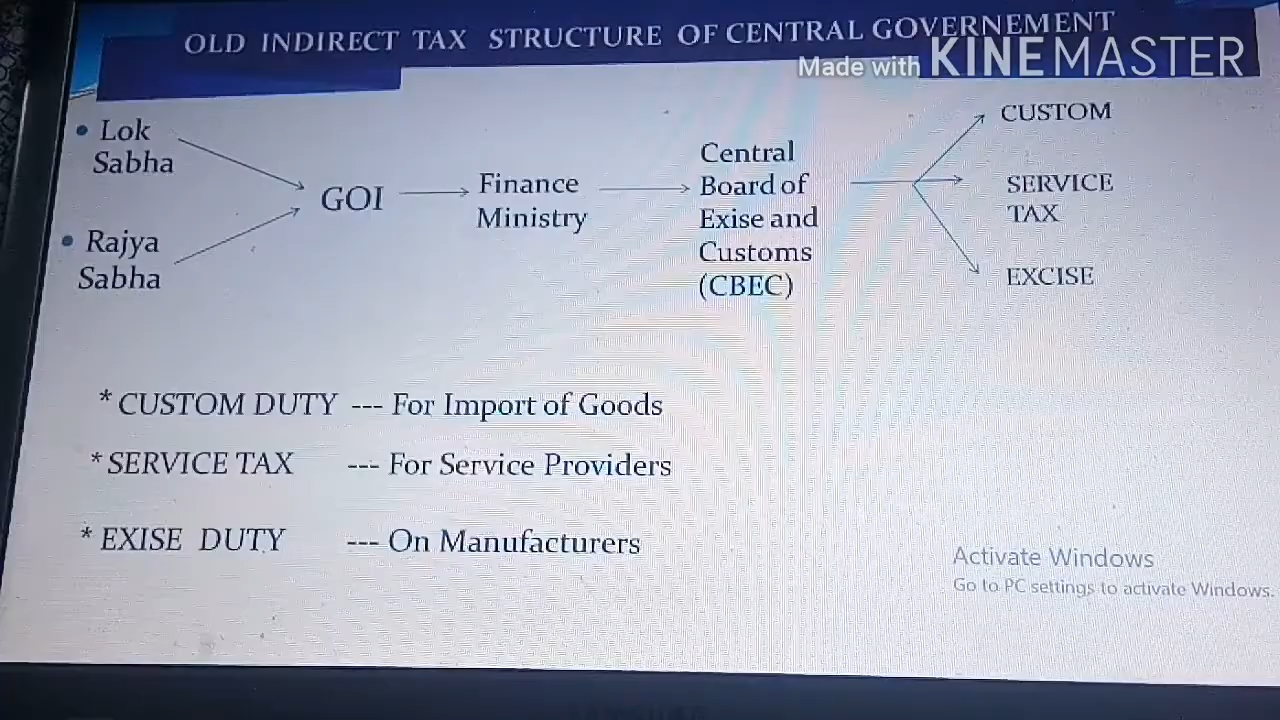 OLD INDIRECT TAX STRUCTURE OF CENTRAL GOVERNEMENT
Made with KINEMASTER
• Lok
Sabha
• Rajya
Sabha
GOI
Finance
Ministry
Central
Board of
Exise and
Customs
(CBEC)
CUSTOM
SERVICE
TAX
EXCISE
* CUSTOM DUTY --- For Import of Goods
* SERVICE TAX --- For Service Providers
* EXISE DUTY --- On Manufacturers
Activate Windows
Go to PC settings to activate Windows.